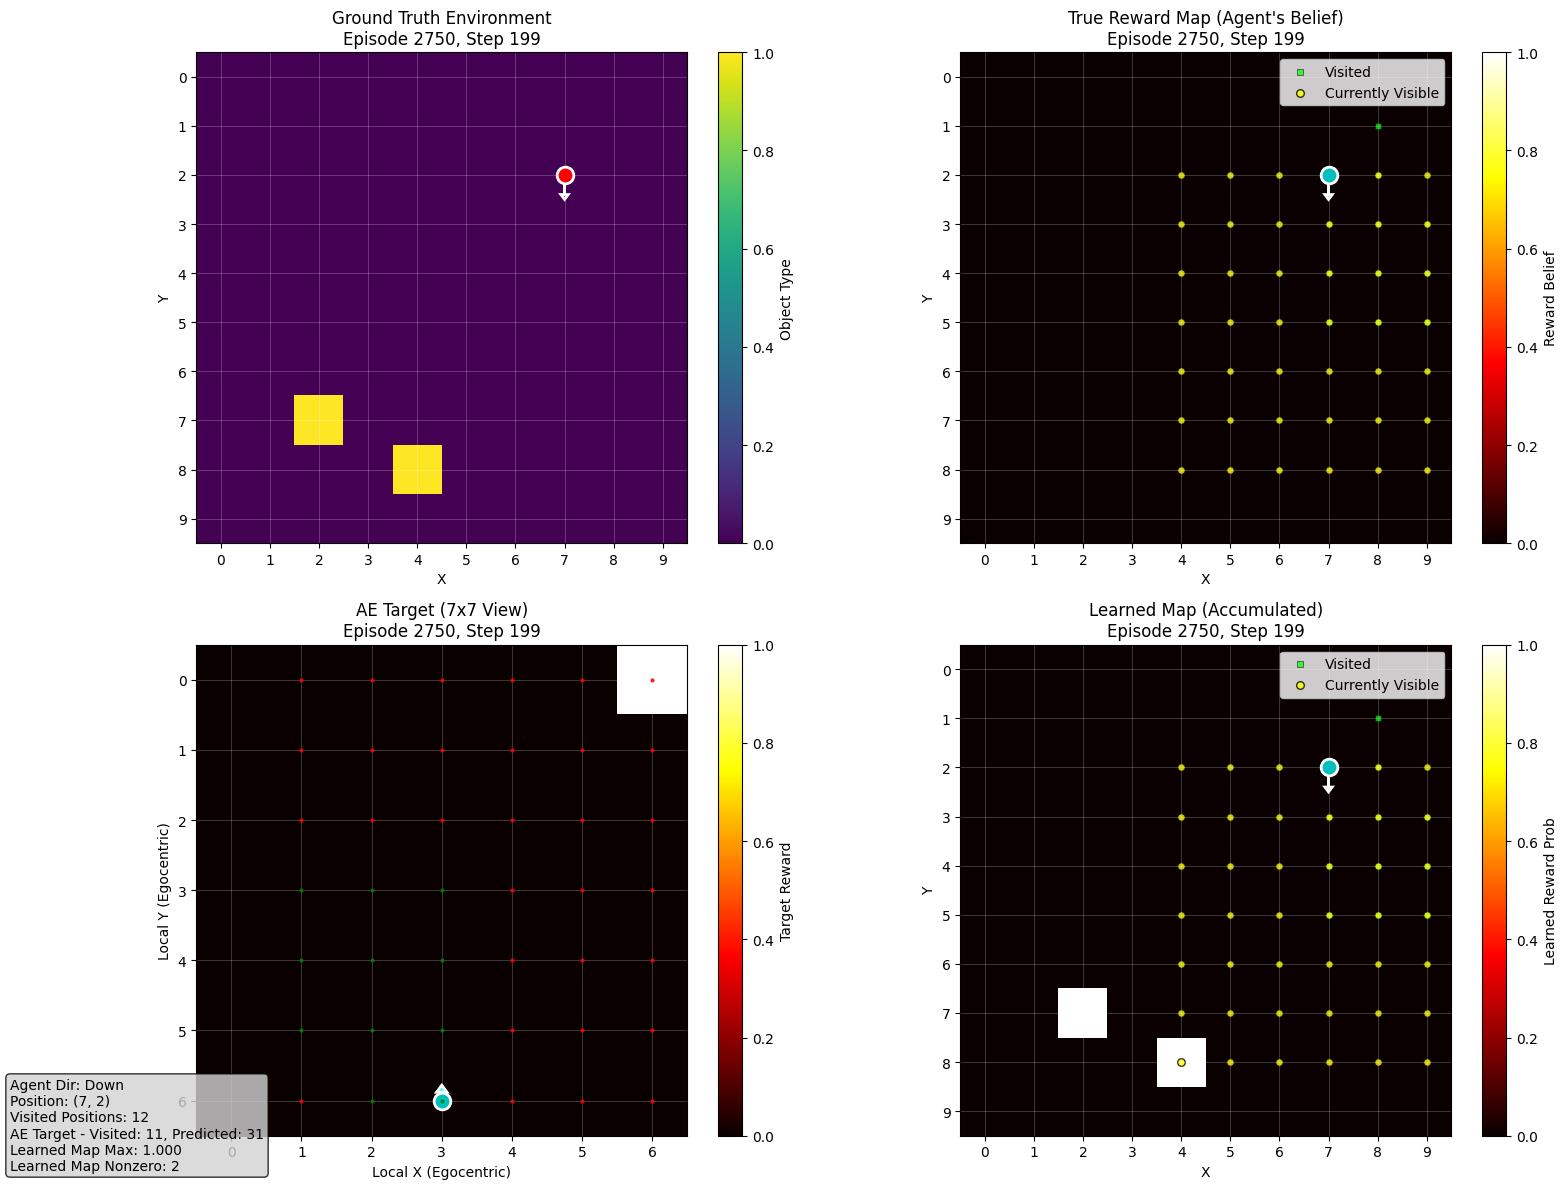 Ground Truth Environment
Episode 2750, Step 199
0
1
2
3
4
5
6
7
8
9
Y
0 1 2 3 4 5 6 7 8 9
X
1.0
0.8
0.6
0.4
0.2
0.0
Object Type
True Reward Map (Agent's Belief)
Episode 2750, Step 199
Visited
Currently Visible
0
1
2
3
4
5
6
7
8
9
Y
0 1 2 3 4 5 6 7 8 9
X
1.0
0.8
0.6
0.4
0.2
0.0
Reward Belief
AE Target (7x7 View)
Episode 2750, Step 199
0
1
2
3
4
5
6
Local Y (Egocentric)
0 1 2 3 4 5 6
Local X (Egocentric)
1.0
0.8
0.6
0.4
0.2
0.0
Target Reward
Agent Dir: Down
Position: (7, 2)
Visited Positions: 12
AE Target - Visited: 11, Predicted: 31
Learned Map Max: 1.000
Learned Map Nonzero: 2
Learned Map (Accumulated)
Episode 2750, Step 199
Visited
Currently Visible
0
1
2
3
4
5
6
7
8
9
Y
0 1 2 3 4 5 6 7 8 9
X
1.0
0.8
0.6
0.4
0.2
0.0
Learned Reward Prob